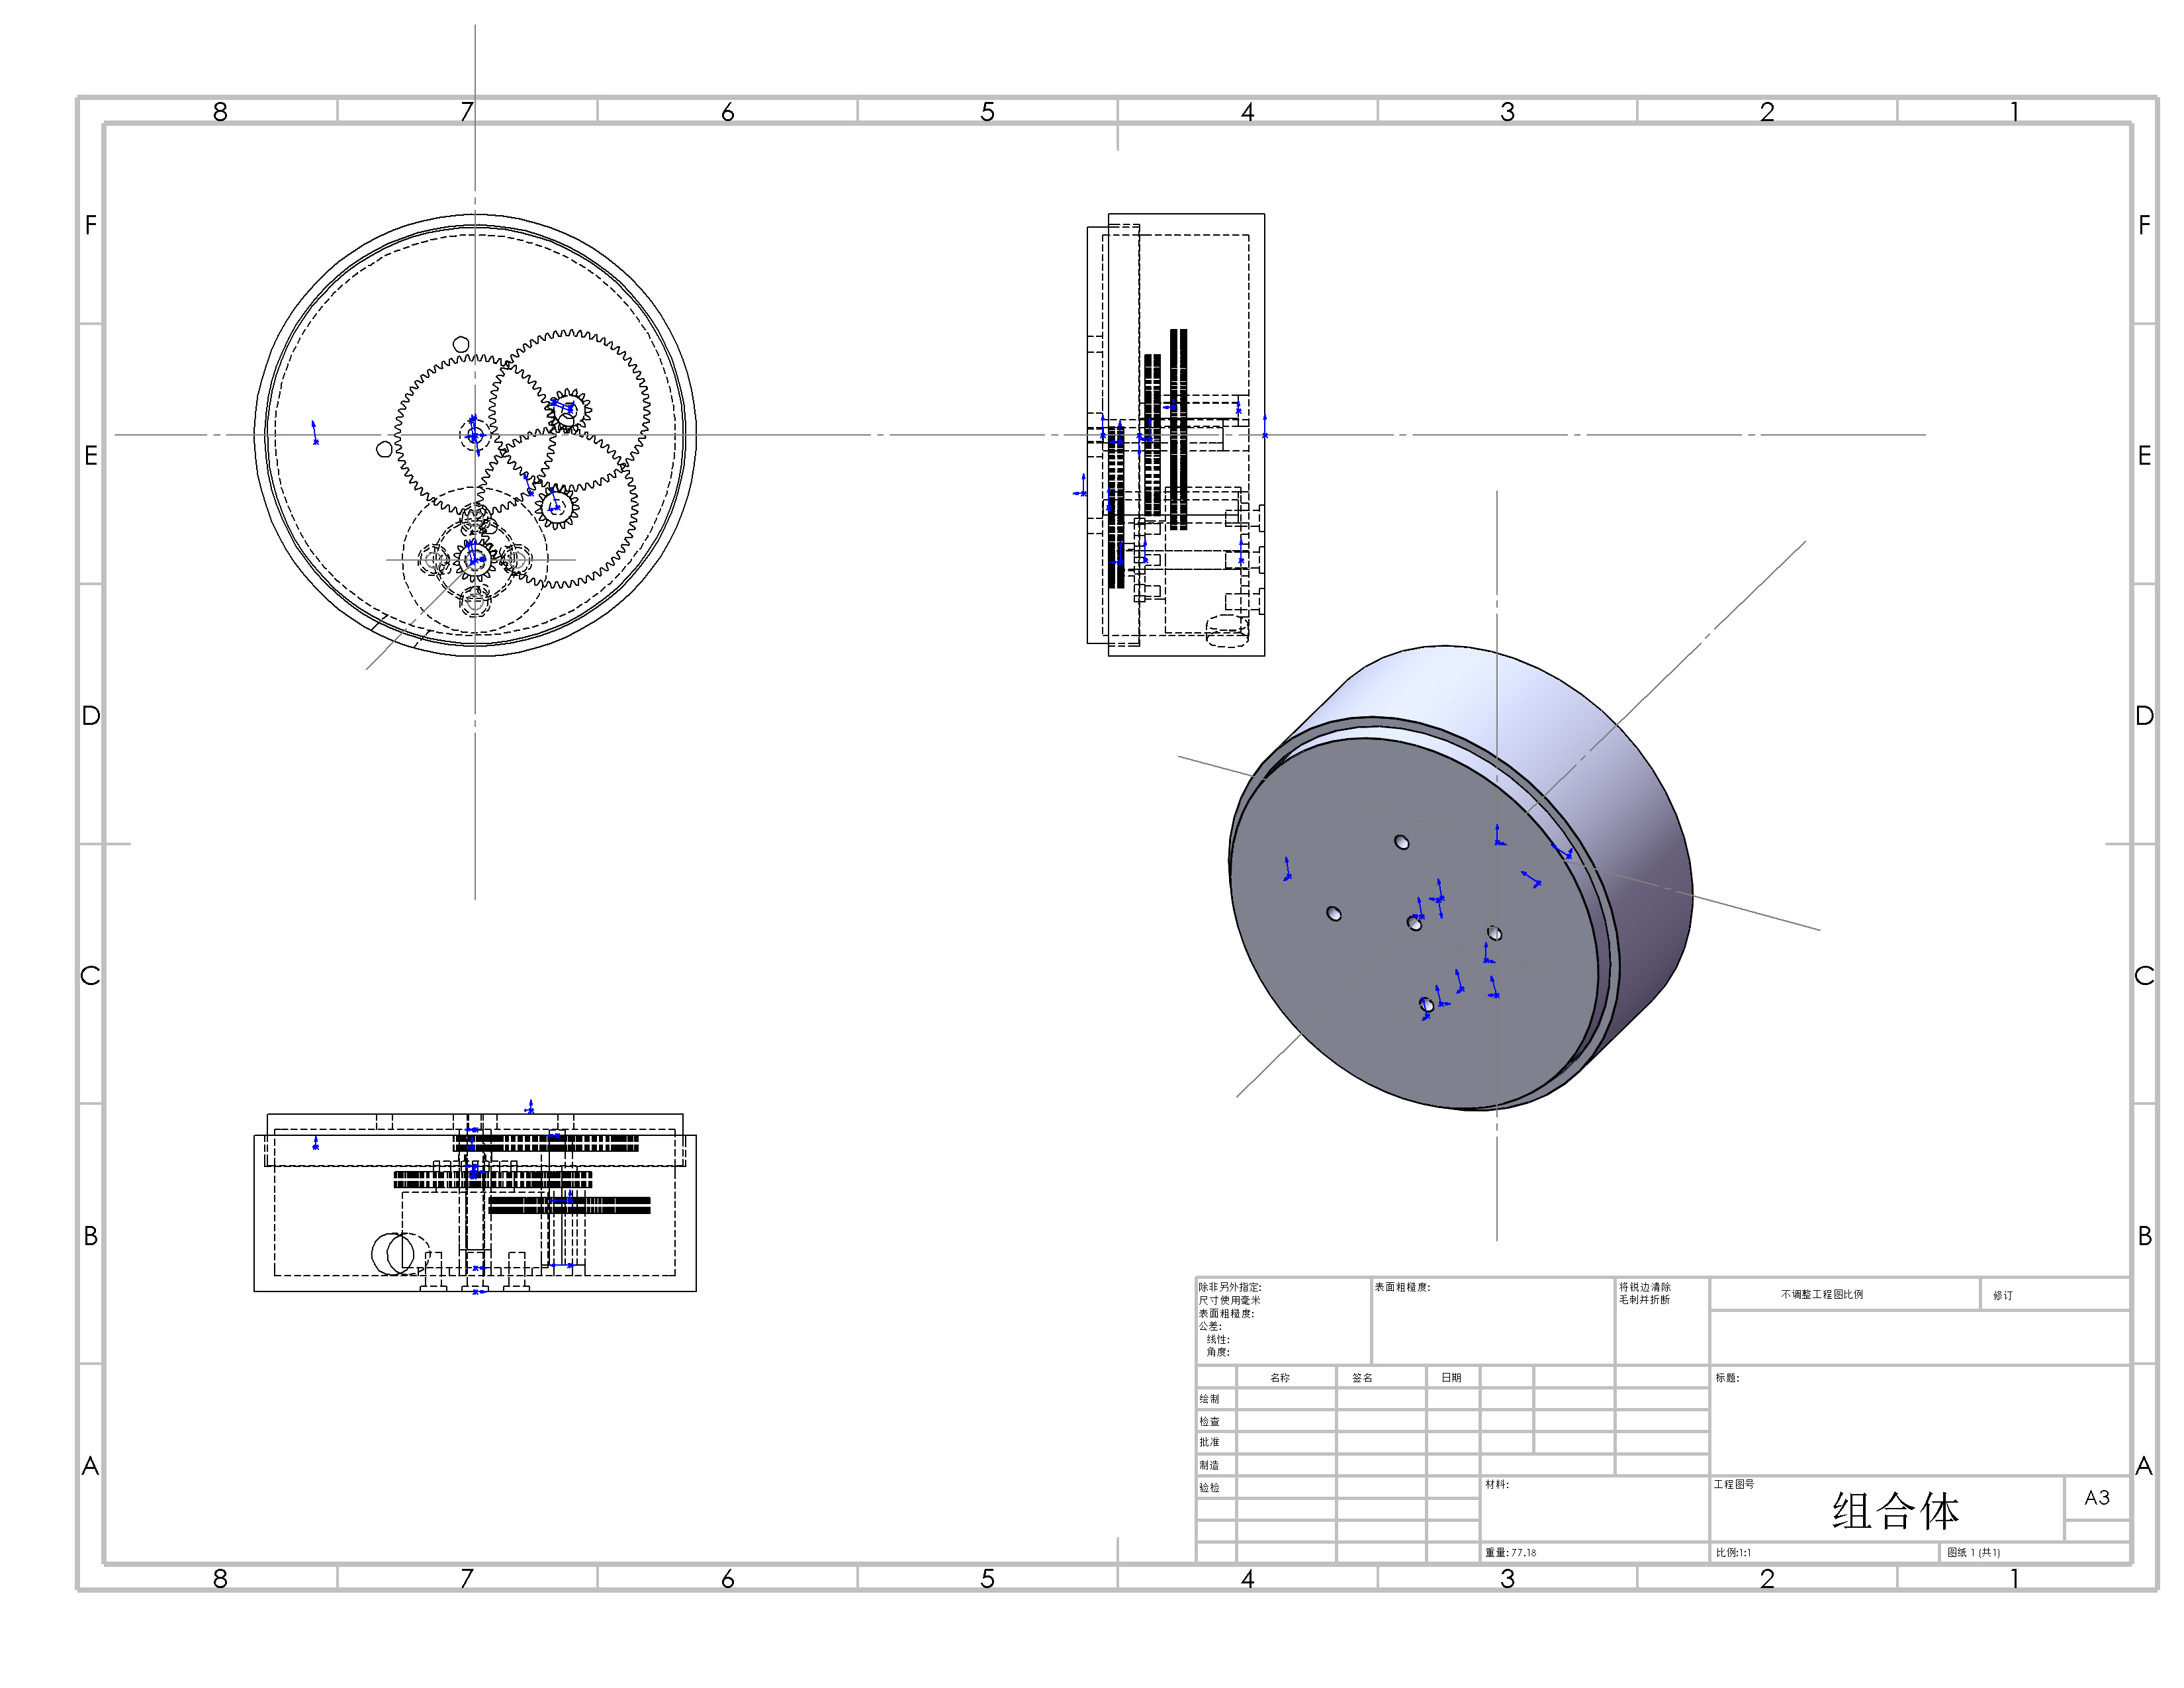 8 7 6 5 4 3 2 1
F F
E E
D D
C C
B B
A A
除非另外指定:
尺寸使用毫米
表面粗糙度:
公差:
线性:
角度:
表面粗糙度:
将锐边清除
毛刺并折断
不调整工程图比例
修订
名称 签名 日期
标题:
绘制
检查
批准
制造
验检
材料:
工程图号
组合体
A3
重量: 77.18
比例:1:1
图纸 1 (共1)
8 7 6 5 4 3 2 1